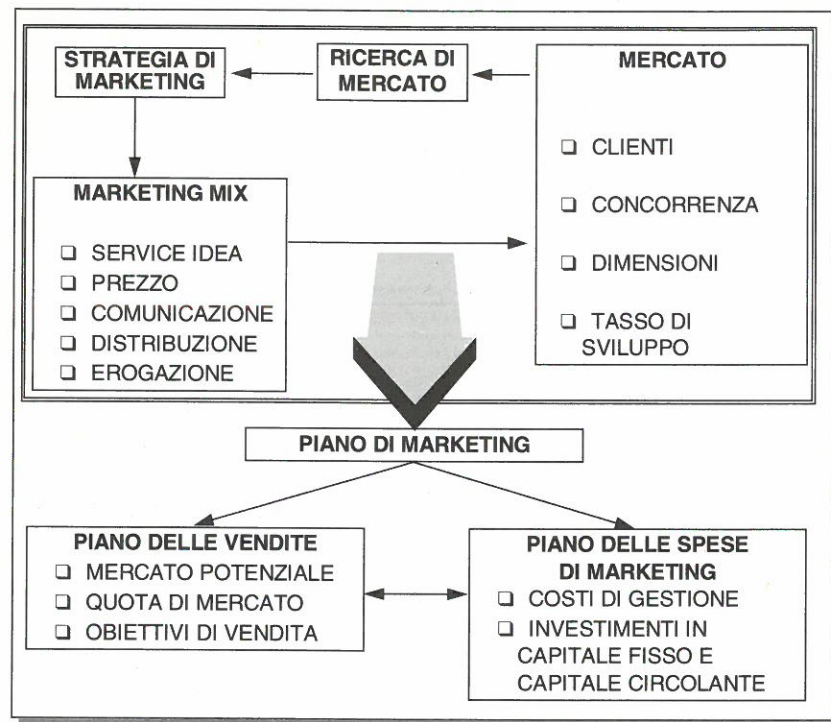 STRATEGIA DI
MARKETING
RICERCA DI
MERCATO
MERCATO
❑ CLIENTI
❑ CONCORRENZA
❑ DIMENSIONI
❑ TASSO DI
SVILUPPO
MARKETING MIX
❑ SERVICE IDEA
❑ PREZZO
❑ COMUNICAZIONE
❑ DISTRIBUZIONE
❑ EROGAZIONE
PIANO DI MARKETING
PIANO DELLE VENDITE
❑ MERCATO POTENZIALE
❑ QUOTA DI MERCATO
❑ OBIETTIVI DI VENDITA
PIANO DELLE SPESE
DI MARKETING
❑ COSTI DI GESTIONE
❑ INVESTIMENTI IN
CAPITALE FISSO E
CAPITALE CIRCOLANTE